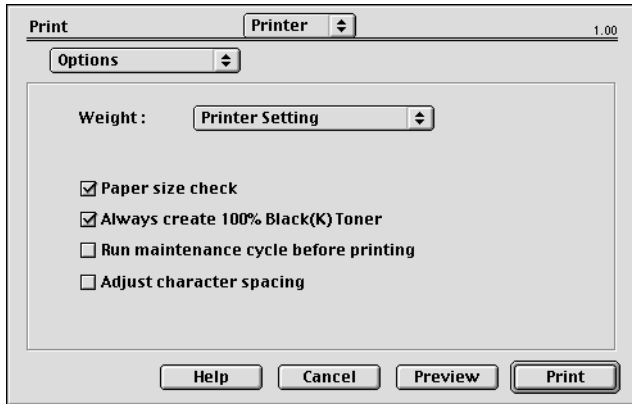 Print Printer 1.00
Options
Weight : Printer Setting
Paper size check
Always create 100% Black(K) Toner
Run maintenance cycle before printing
Adjust character spacing
Help Cancel Preview Print